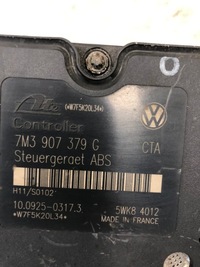 ATE (*W7F5K20L34*)
Controller
7M3 907 379 G CTA
Steuergeraet ABS
H11/S0102
10.0925-0317.3 5WK8 4012
*W7F5K20L34* MADE IN FRANCE